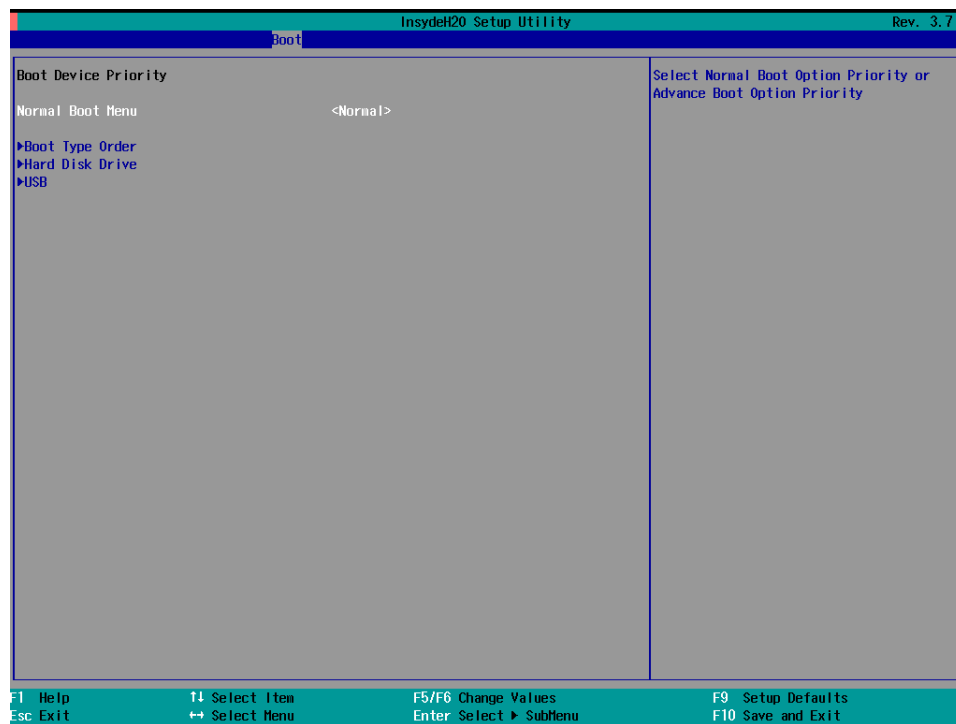 InsydeH20 Setup Utility Rev. 3.7
Boot
Boot Device Priority
Normal Boot Menu <Normal>
▶Boot Type Order
▶Hard Disk Drive
▶USB
Select Normal Boot Option Priority or
Advance Boot Option Priority
F1 Help ↑↓ Select Item F5/F6 Change Values F9 Setup Defaults
Esc Exit ↔ Select Menu Enter Select ▶ SubMenu F10 Save and Exit